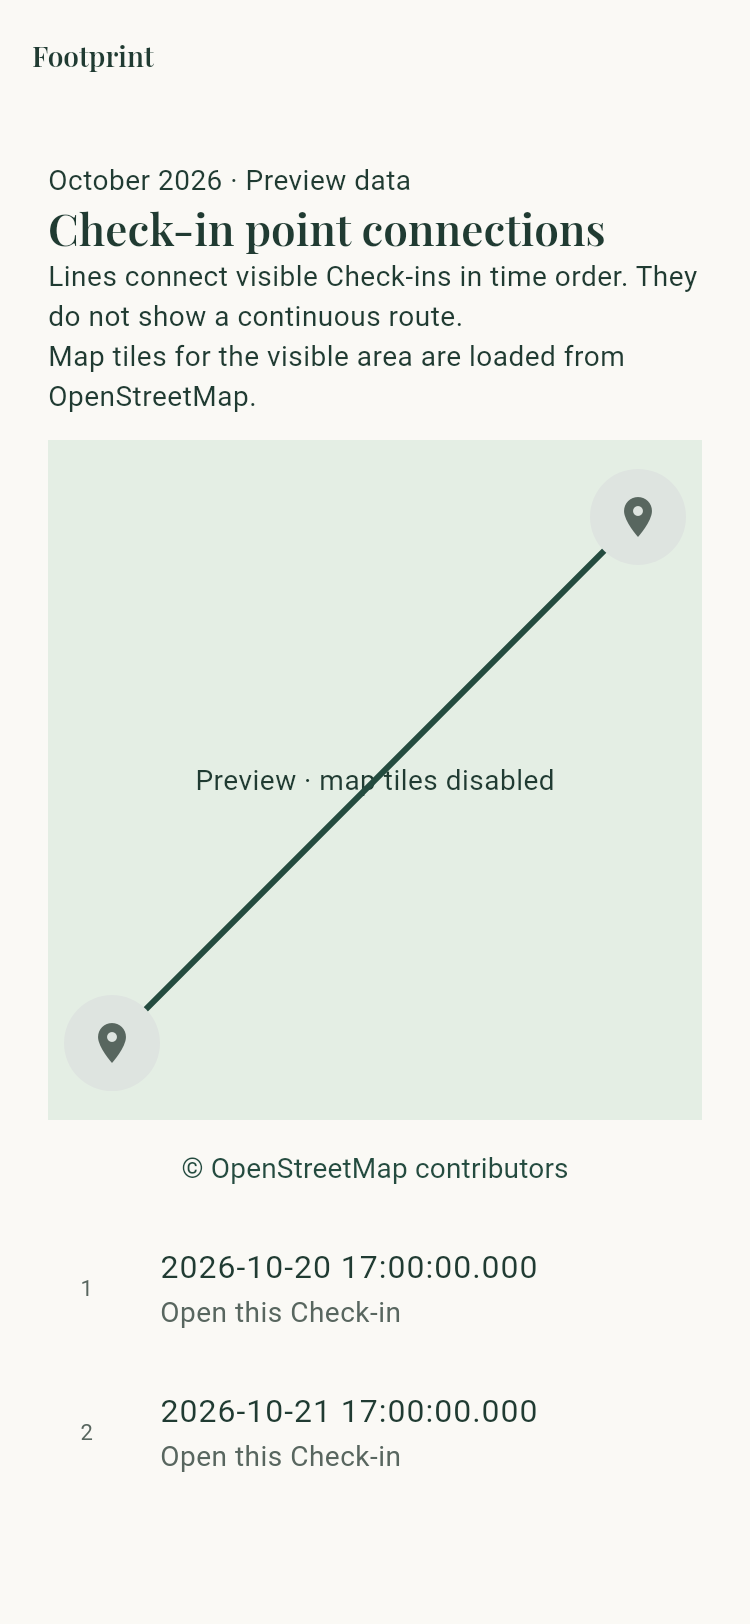 Footprint
October 2026 · Preview data
Check-in point connections
Lines connect visible Check-ins in time order. They
do not show a continuous route.
Map tiles for the visible area are loaded from
OpenStreetMap.
Preview · map tiles disabled
© OpenStreetMap contributors
1
2026-10-20 17:00:00.000
Open this Check-in
2
2026-10-21 17:00:00.000
Open this Check-in